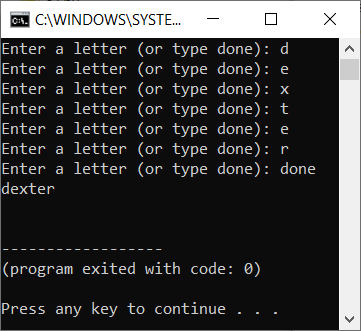 C:\WINDOWS\SYSTE...
Enter a letter (or type done): d
Enter a letter (or type done): e
Enter a letter (or type done): x
Enter a letter (or type done): t
Enter a letter (or type done): e
Enter a letter (or type done): r
Enter a letter (or type done): done
dexter
------------------
(program exited with code: 0)
Press any key to continue . . .